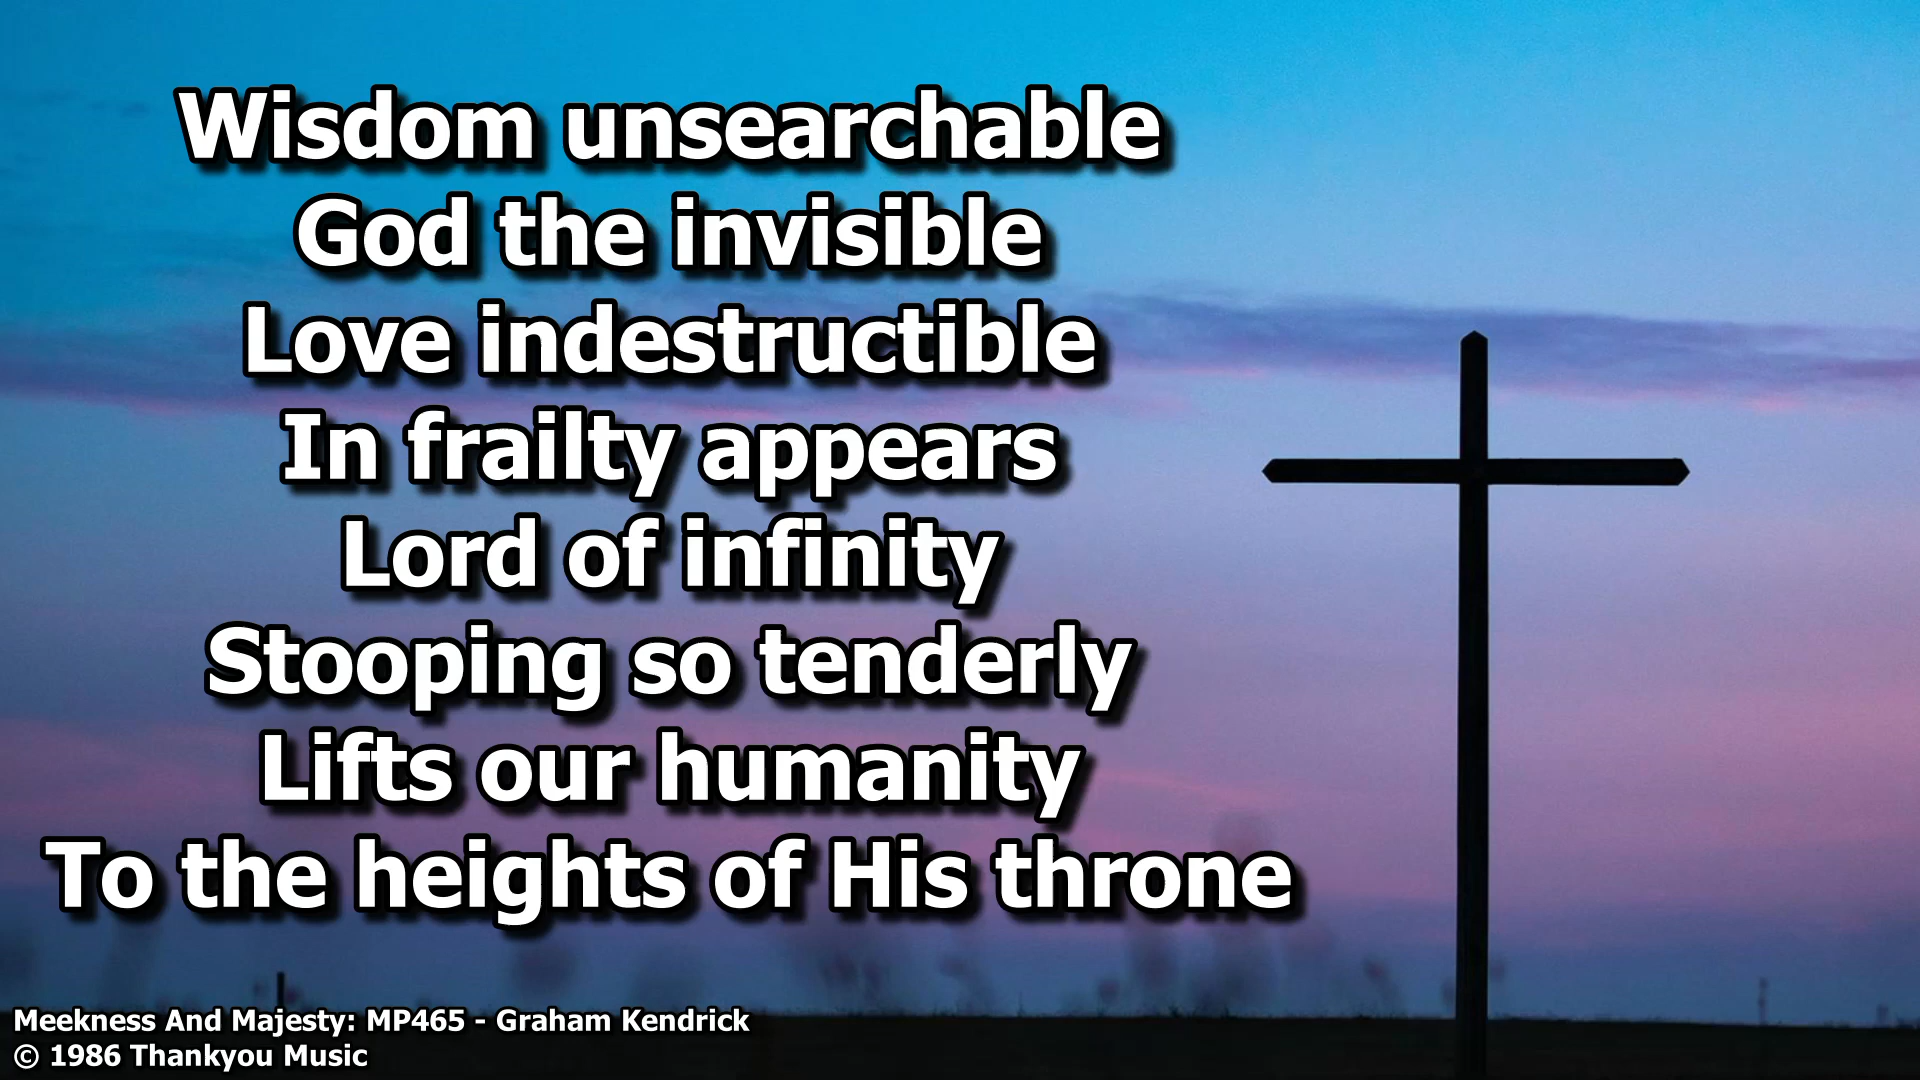 Wisdom unsearchable
God the invisible
Love indestructible
In frailty appears
Lord of infinity
Stooping so tenderly
Lifts our humanity
To the heights of His throne
Meekness And Majesty: MP465 - Graham Kendrick
© 1986 Thankyou Music